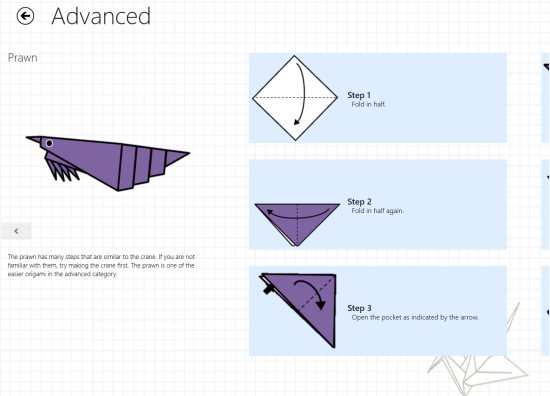 Advanced
Prawn
The prawn has many steps that are similar to the crane. If you are not
familiar with them, try making the crane first. The prawn is one of the
easier origami in the advanced category.
Step 1
Fold in half.
Step 2
Fold in half again.
Step 3
Open the pocket as indicated by the arrow.